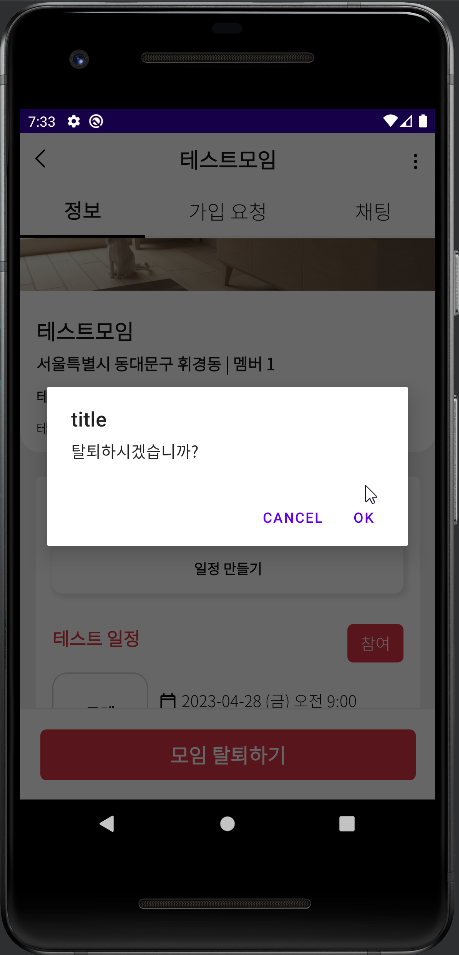 7:33
테스트모임
정보 가입 요청 채팅
테스트모임
서울특별시 동대문구 휘경동 | 멤버 1
title
탈퇴하시겠습니까?
CANCEL OK
일정 만들기
테스트 일정 참여
2023-04-28 (금) 오전 9:00
모임 탈퇴하기